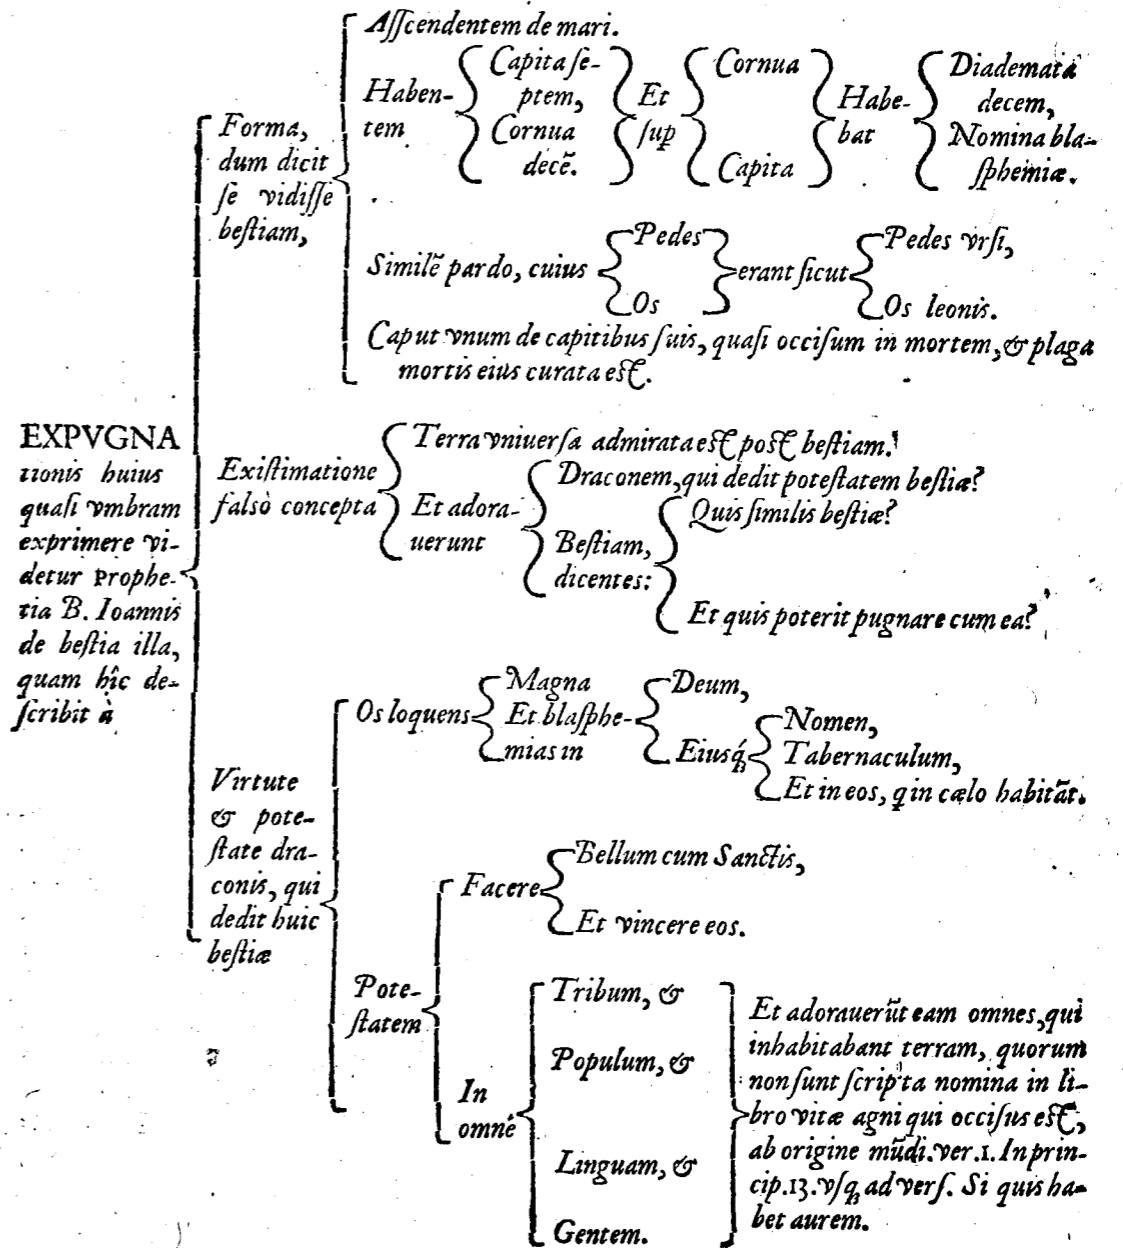 EXPVGNA
tionis huius
quasi vmbram
exprimere vi-
detur Prophe-
tia B. Ioannis
de bestia illa,
quam hîc de-
scribit à
Forma,
dum dicit
se vidisse
bestiam,
Asscendentem de mari.
Haben-
tem
Capita se-
ptem,
Cornua
decẽ.
Et
sup̱
Cornua
Capita
Habe-
bat
Diademata
decem,
Nomina bla-
sphemiæ.
Similẽ pardo, cuius
Pedes
Os
erant sicut
Pedes vrsi,
Os leonis.
Caput vnum de capitibus suis, quasi occisum in mortem, & plaga
mortis eius curata est.
Existimatione
falsò concepta
Terra vniuersa admirata est post bestiam.
Et adora-
uerunt
Draconem, qui dedit potestatem bestiæ?
Bestiam,
dicentes:
Quis similis bestiæ?
Et quis poterit pugnare cum ea?
Virtute
& pote-
state dra-
conis, qui
dedit huic
bestiæ
Os loquens
Magna
Et blasphe-
mias in
Deum,
Eiusq́;
Nomen,
Tabernaculum,
Et in eos, q in cælo habitãt.
Pote-
statem
Facere
Bellum cum Sanctis,
Et vincere eos.
In
omné
Tribum, &
Populum, &
Linguam, &
Gentem.
Et adorauerũt eam omnes, qui
inhabitabant terram, quorum
non sunt scripta nomina in li-
bro vitæ agni qui occisus est,
ab origine mũdi. ver. 1. In prin-
cip. 13. vsq; ad vers. Si quis ha-
bet aurem.